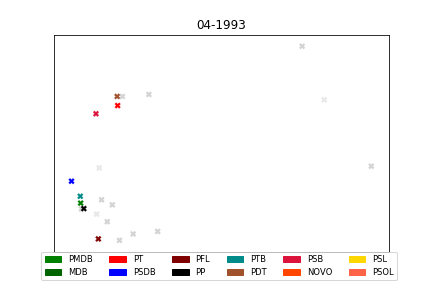 04-1993
PMDB PT PFL PTB PSB PSL
MDB PSDB PP PDT NOVO PSOL